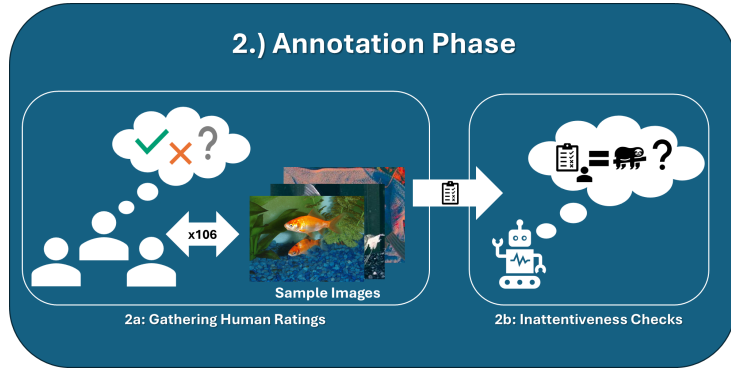 2.) Annotation Phase
?
x106
Sample Images
= ?
2a: Gathering Human Ratings
2b: Inattentiveness Checks